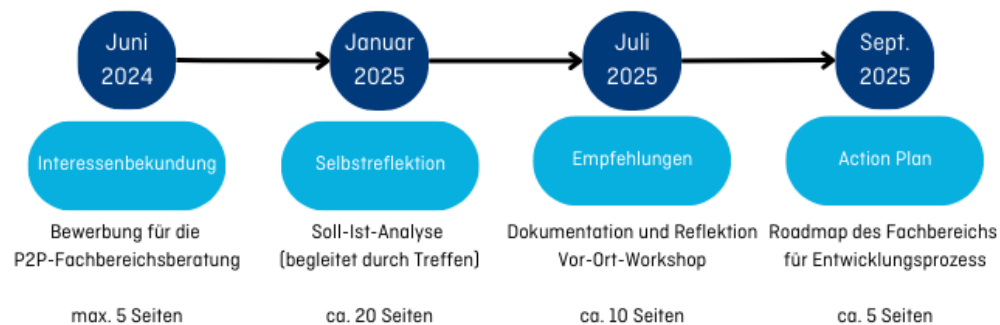 Juni
2024
Januar
2025
Juli
2025
Sept.
2025
Interessenbekundung
Selbstreflektion
Empfehlungen
Action Plan
Bewerbung für die
P2P-Fachbereichsberatung
Soll-Ist-Analyse
(begleitet durch Treffen)
Dokumentation und Reflektion
Vor-Ort-Workshop
Roadmap des Fachbereichs
für Entwicklungsprozess
max. 5 Seiten
ca. 20 Seiten
ca. 10 Seiten
ca. 5 Seiten